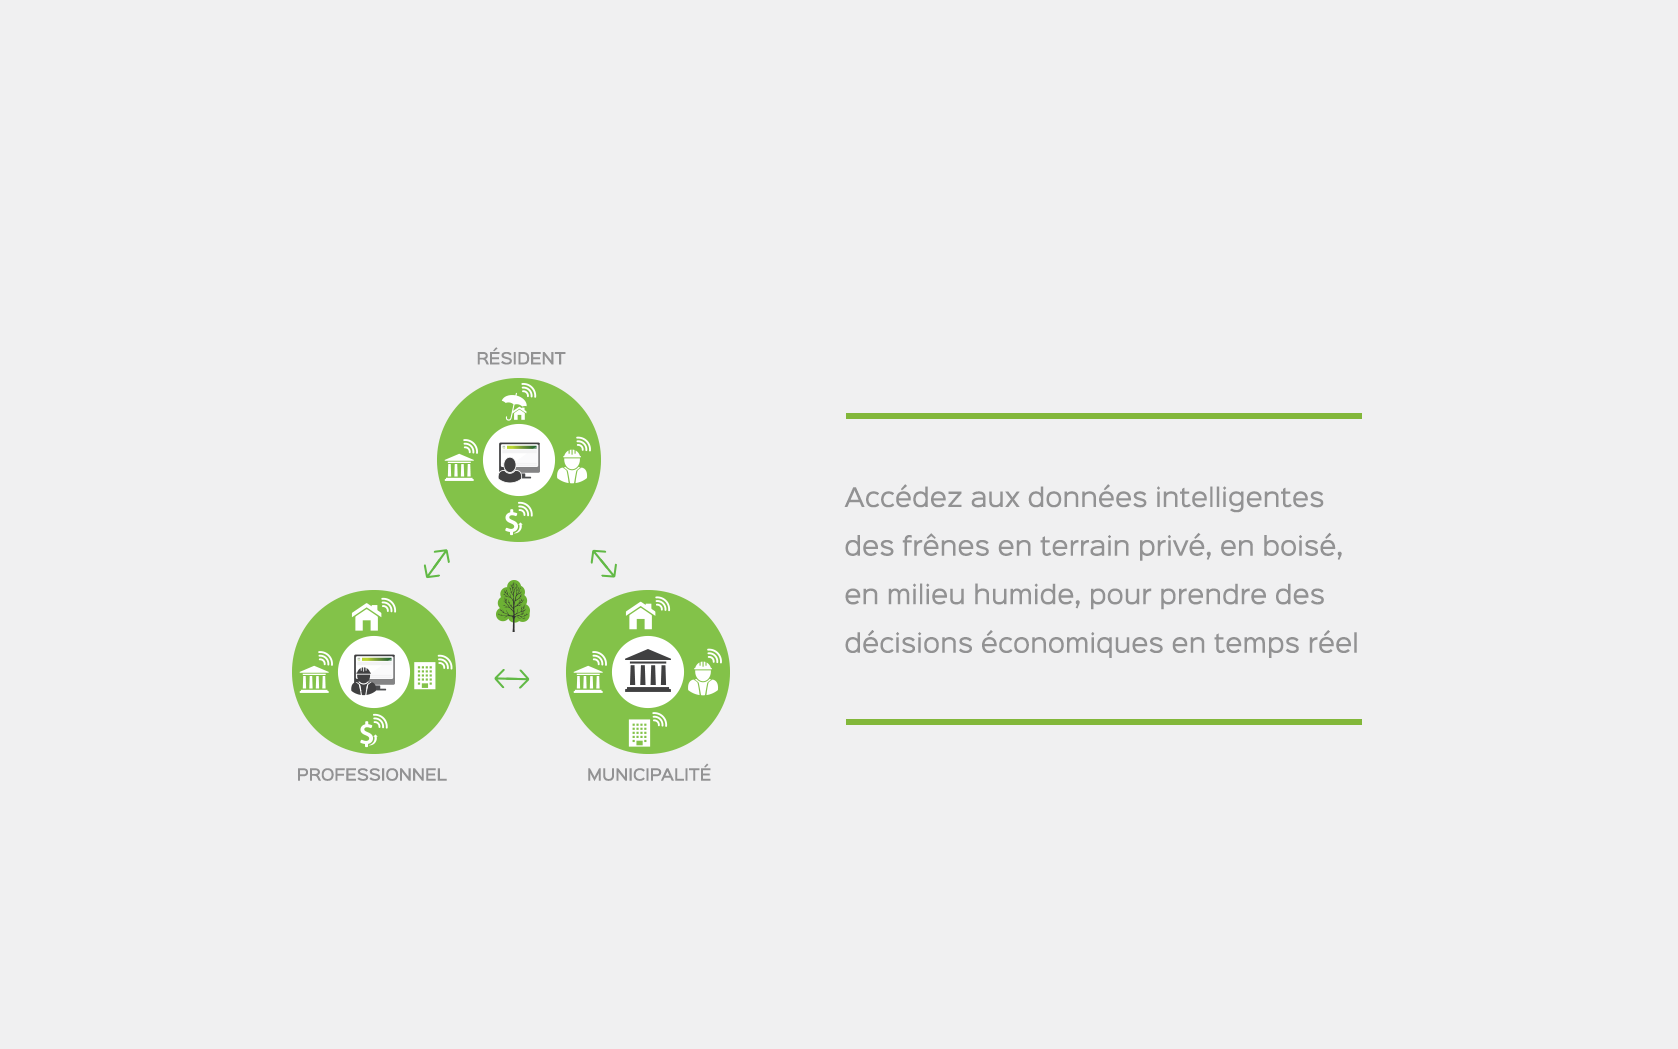 RÉSIDENT
PROFESSIONNEL
MUNICIPALITÉ
Accédez aux données intelligentes
des frênes en terrain privé, en boisé,
en milieu humide, pour prendre des
décisions économiques en temps réel